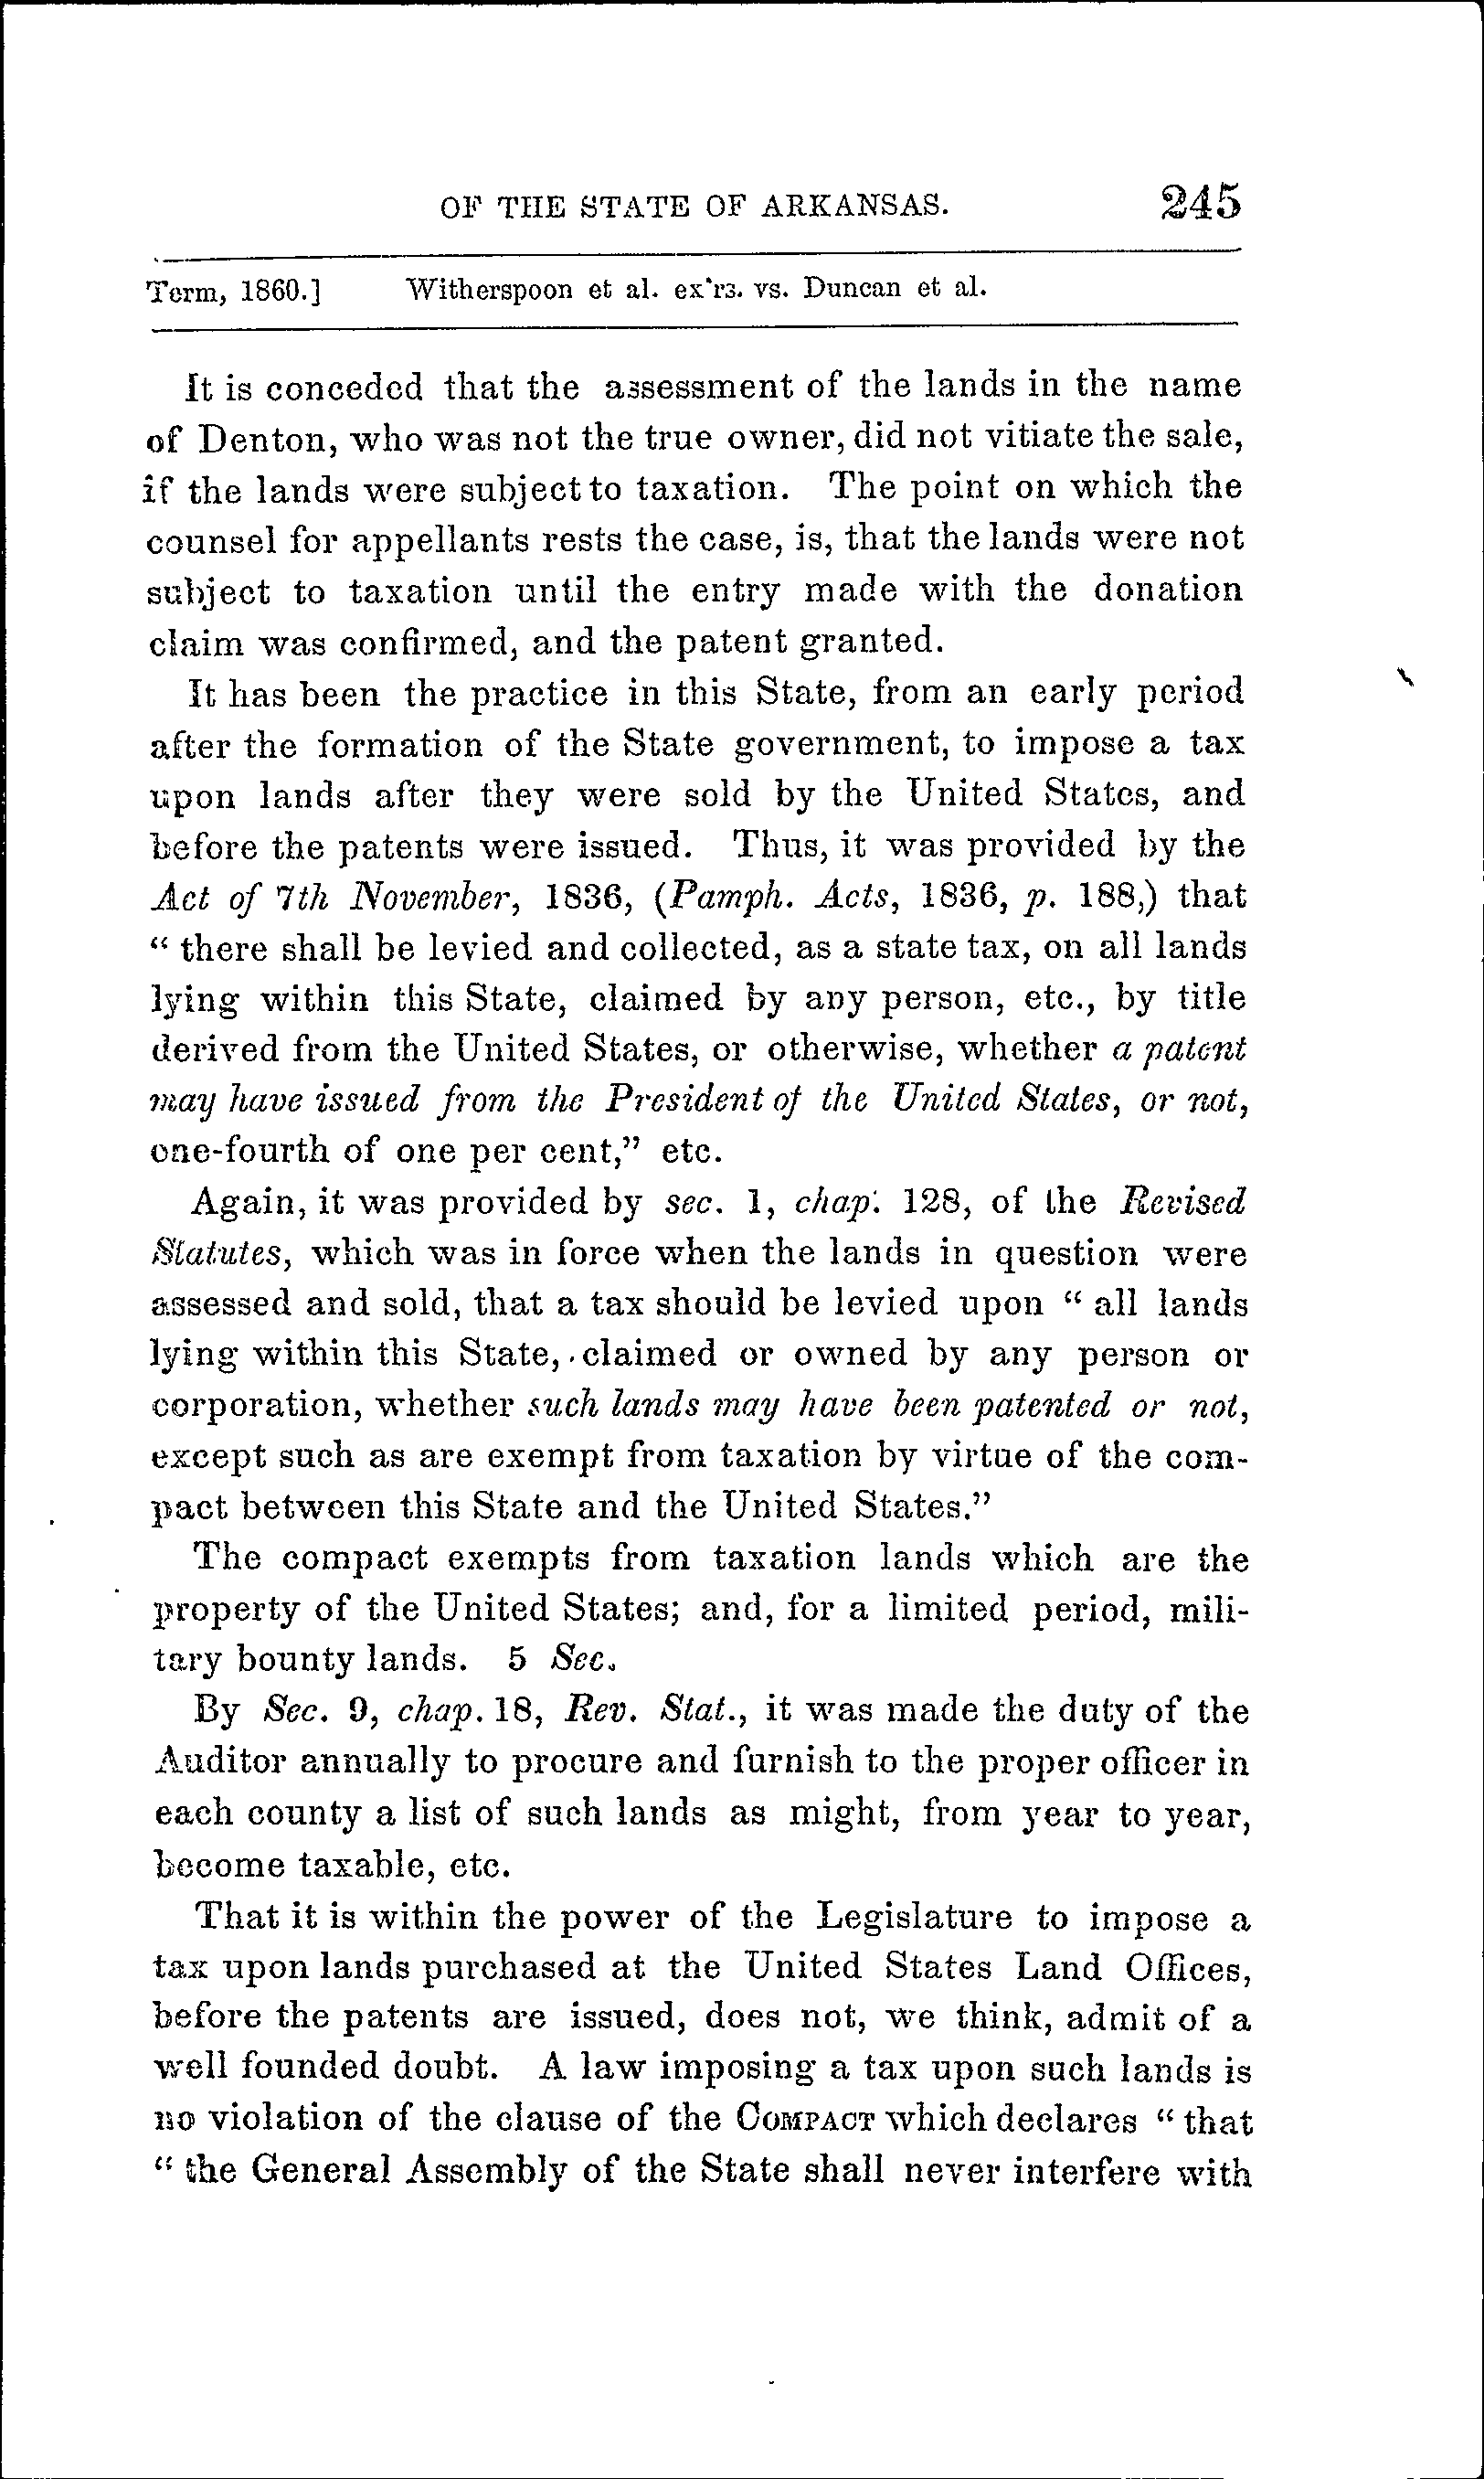 OF THE STATE OF ARKANSAS. 245
Term, 1860.] Witherspoon et al. ex'rs. vs. Duncan et al.
It is conceded that the assessment of the lands in the name
of Denton, who was not the true owner, did not vitiate the sale,
if the lands were subject to taxation. The point on which the
counsel for appellants rests the case, is, that the lands were not
subject to taxation until the entry made with the donation
claim was confirmed, and the patent granted.
It has been the practice in this State, from an early period
after the formation of the State government, to impose a tax
upon lands after they were sold by the United States, and
before the patents were issued. Thus, it was provided by the
Act of 7th November, 1836, (Pamph. Acts, 1836, p. 188,) that
" there shall be levied and collected, as a state tax, on all lands
lying within this State, claimed by any person, etc., by title
derived from the United States, or otherwise, whether a patent
may have issued from the President of the United States, or not,
one-fourth of one per cent," etc.
Again, it was provided by sec. 1, chap. 128, of the Revised
Statutes, which was in force when the lands in question were
assessed and sold, that a tax should be levied upon " all lands
lying within this State, claimed or owned by any person or
corporation, whether such lands may have been patented or not,
except such as are exempt from taxation by virtue of the com-
pact between this State and the United States."
The compact exempts from taxation lands which are the
property of the United States; and, for a limited period, mili-
tary bounty lands. 5 Sec.
By Sec. 9, chap. 18, Rev. Stat., it was made the duty of the
Auditor annually to procure and furnish to the proper officer in
each county a list of such lands as might, from year to year,
become taxable, etc.
That it is within the power of the Legislature to impose a
tax upon lands purchased at the United States Land Offices,
before the patents are issued, does not, we think, admit of a
well founded doubt. A law imposing a tax upon such lands is
no violation of the clause of the COMPACT which declares " that
" the General Assembly of the State shall never interfere with